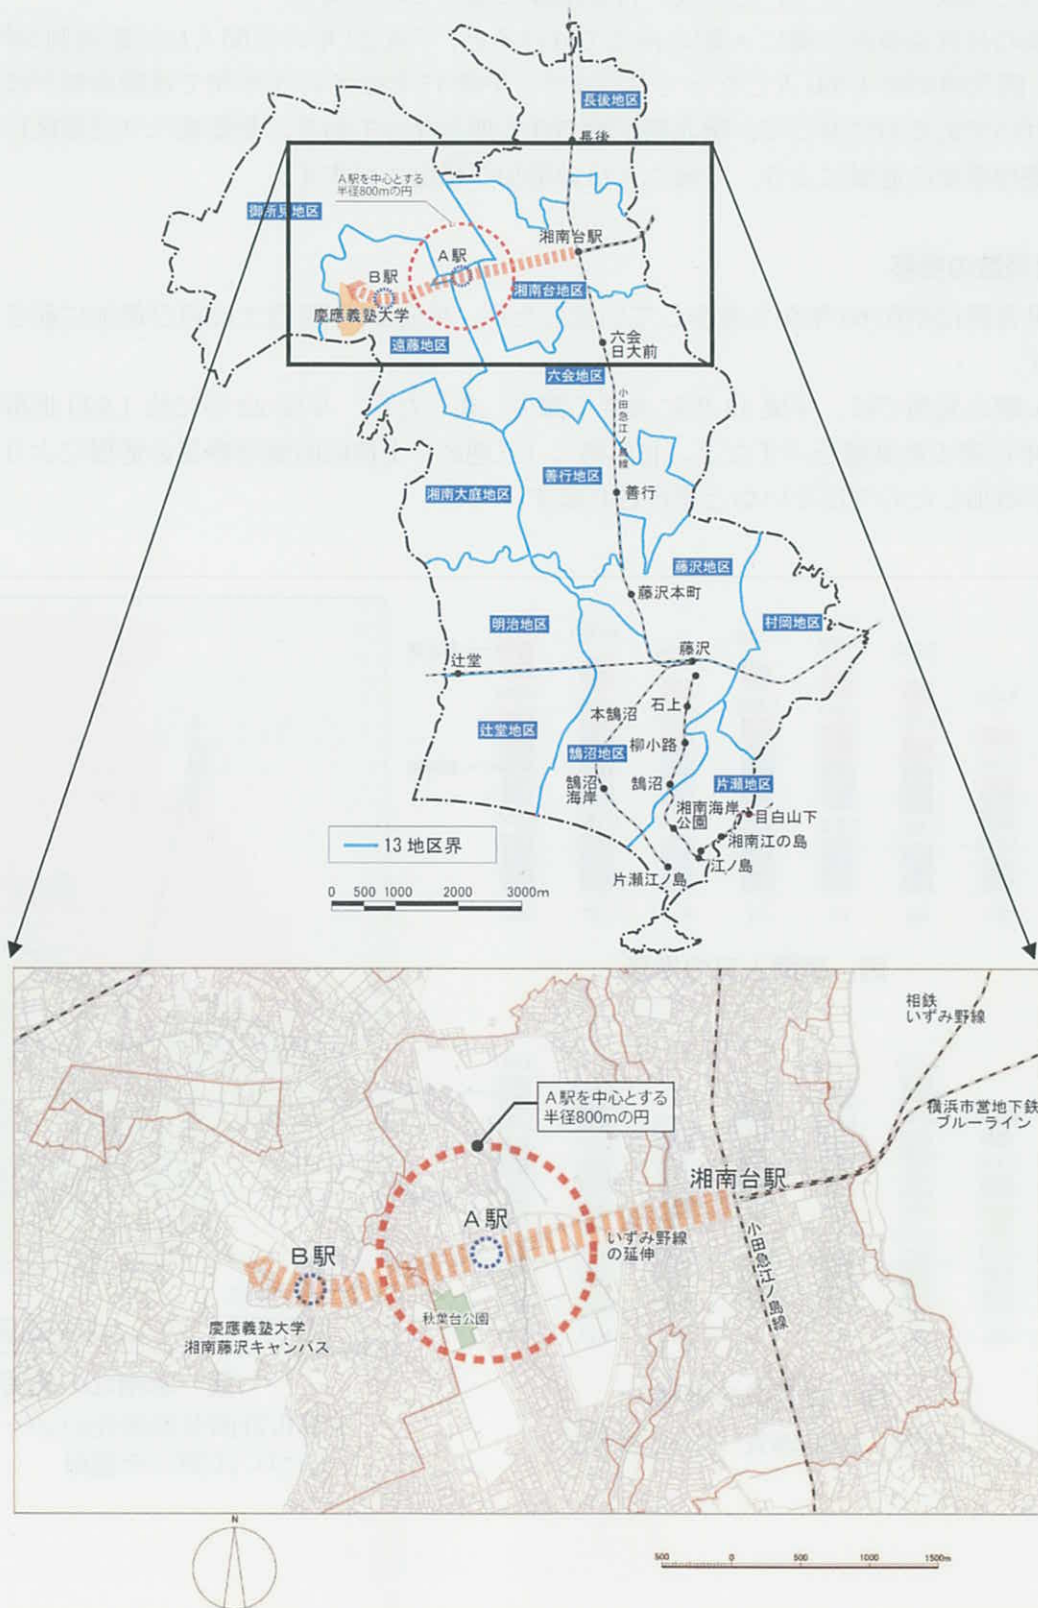 長後地区
長後
A駅を中心とする
半径800mの円
御所見地区
湘南台駅
A駅
B駅
湘南台地区
慶應義塾大学
遠藤地区
六会
日大前
六会地区
小田急江ノ島線
善行地区
湘南大庭地区
善行
藤沢地区
藤沢本町
村岡地区
明治地区
辻堂
藤沢
石上
本鵠沼
辻堂地区
柳小路
鵠沼地区
片瀬地区
鵠沼
海岸
鵠沼
湘南海岸
公園
目白山下
湘南江の島
江ノ島
片瀬江ノ島
13地区界
0 500 1000 2000 3000m
相鉄
いずみ野線
A駅を中心とする
半径800mの円
横浜市営地下鉄
ブルーライン
湘南台駅
A駅
いずみ野線
の延伸
B駅
小田急江ノ島線
秋葉台公園
慶應義塾大学
湘南藤沢キャンパス
N
500 0 500 1000 1500m